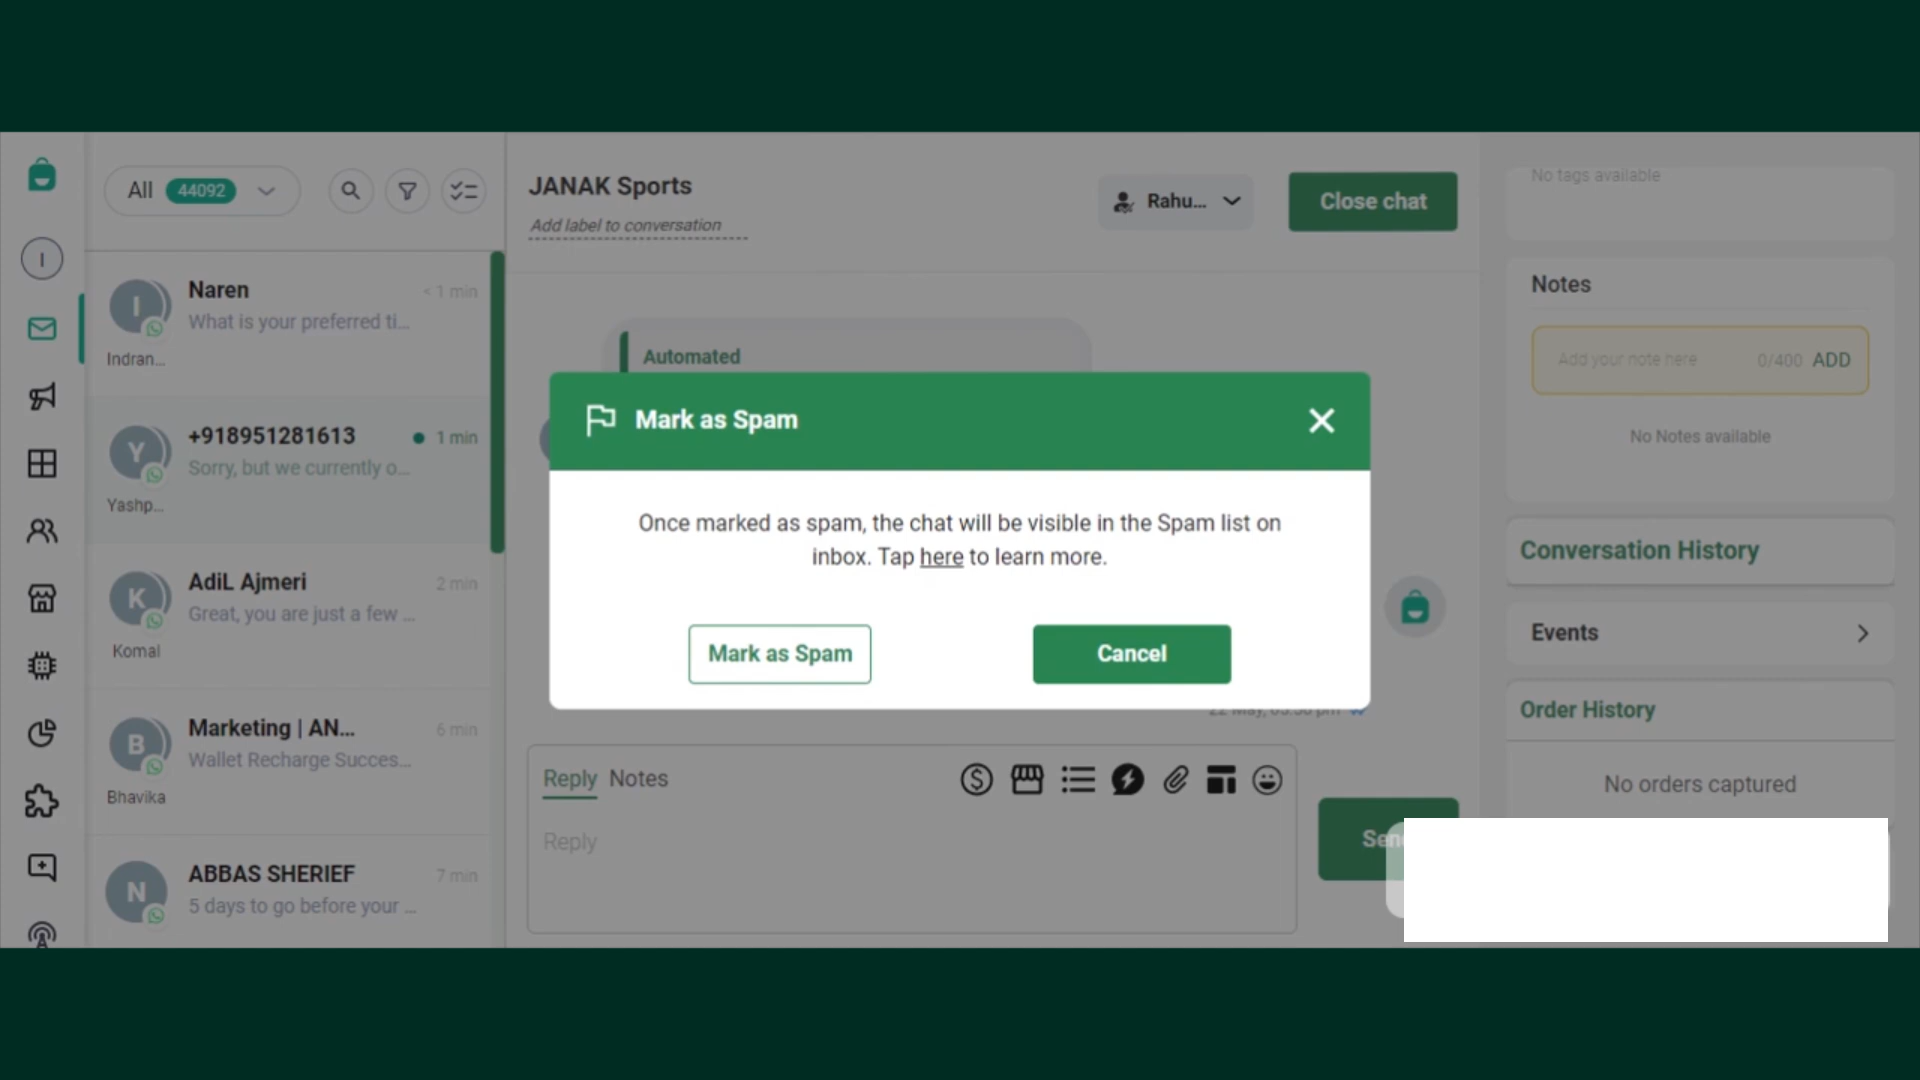 All 44092
I
I
Naren
< 1 min
What is your preferred ti...
Indran...
Y
+918951281613
1 min
Sorry, but we currently o...
Yashp...
K
AdiL Ajmeri
2 min
Great, you are just a few ...
Komal
B
Marketing | AN...
6 min
Wallet Recharge Succes...
Bhavika
N
ABBAS SHERIEF
7 min
5 days to go before your ...
JANAK Sports
Add label to conversation
Rahu...
Close chat
Automated
Mark as Spam
Once marked as spam, the chat will be visible in the Spam list on
inbox. Tap here to learn more.
Mark as Spam
Cancel
22 May,
Reply Notes
Reply
No tags available
Notes
Add your note here
0/400 ADD
No Notes available
Conversation History
Events
Order History
No orders captured